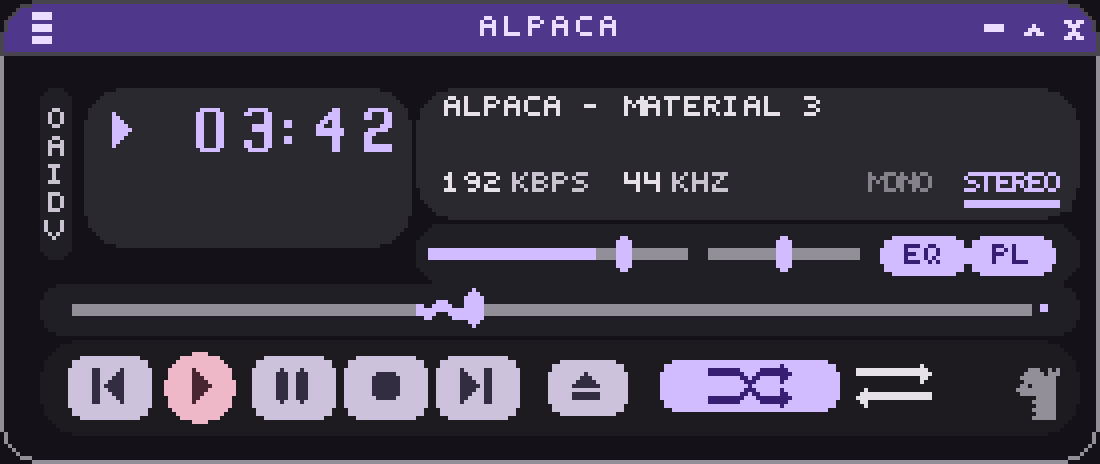 ALPACA
O
A
I
D
V
03:42
ALPACA - MATERIAL 3
192 KBPS 44 KHZ MONO STEREO
EQ PL